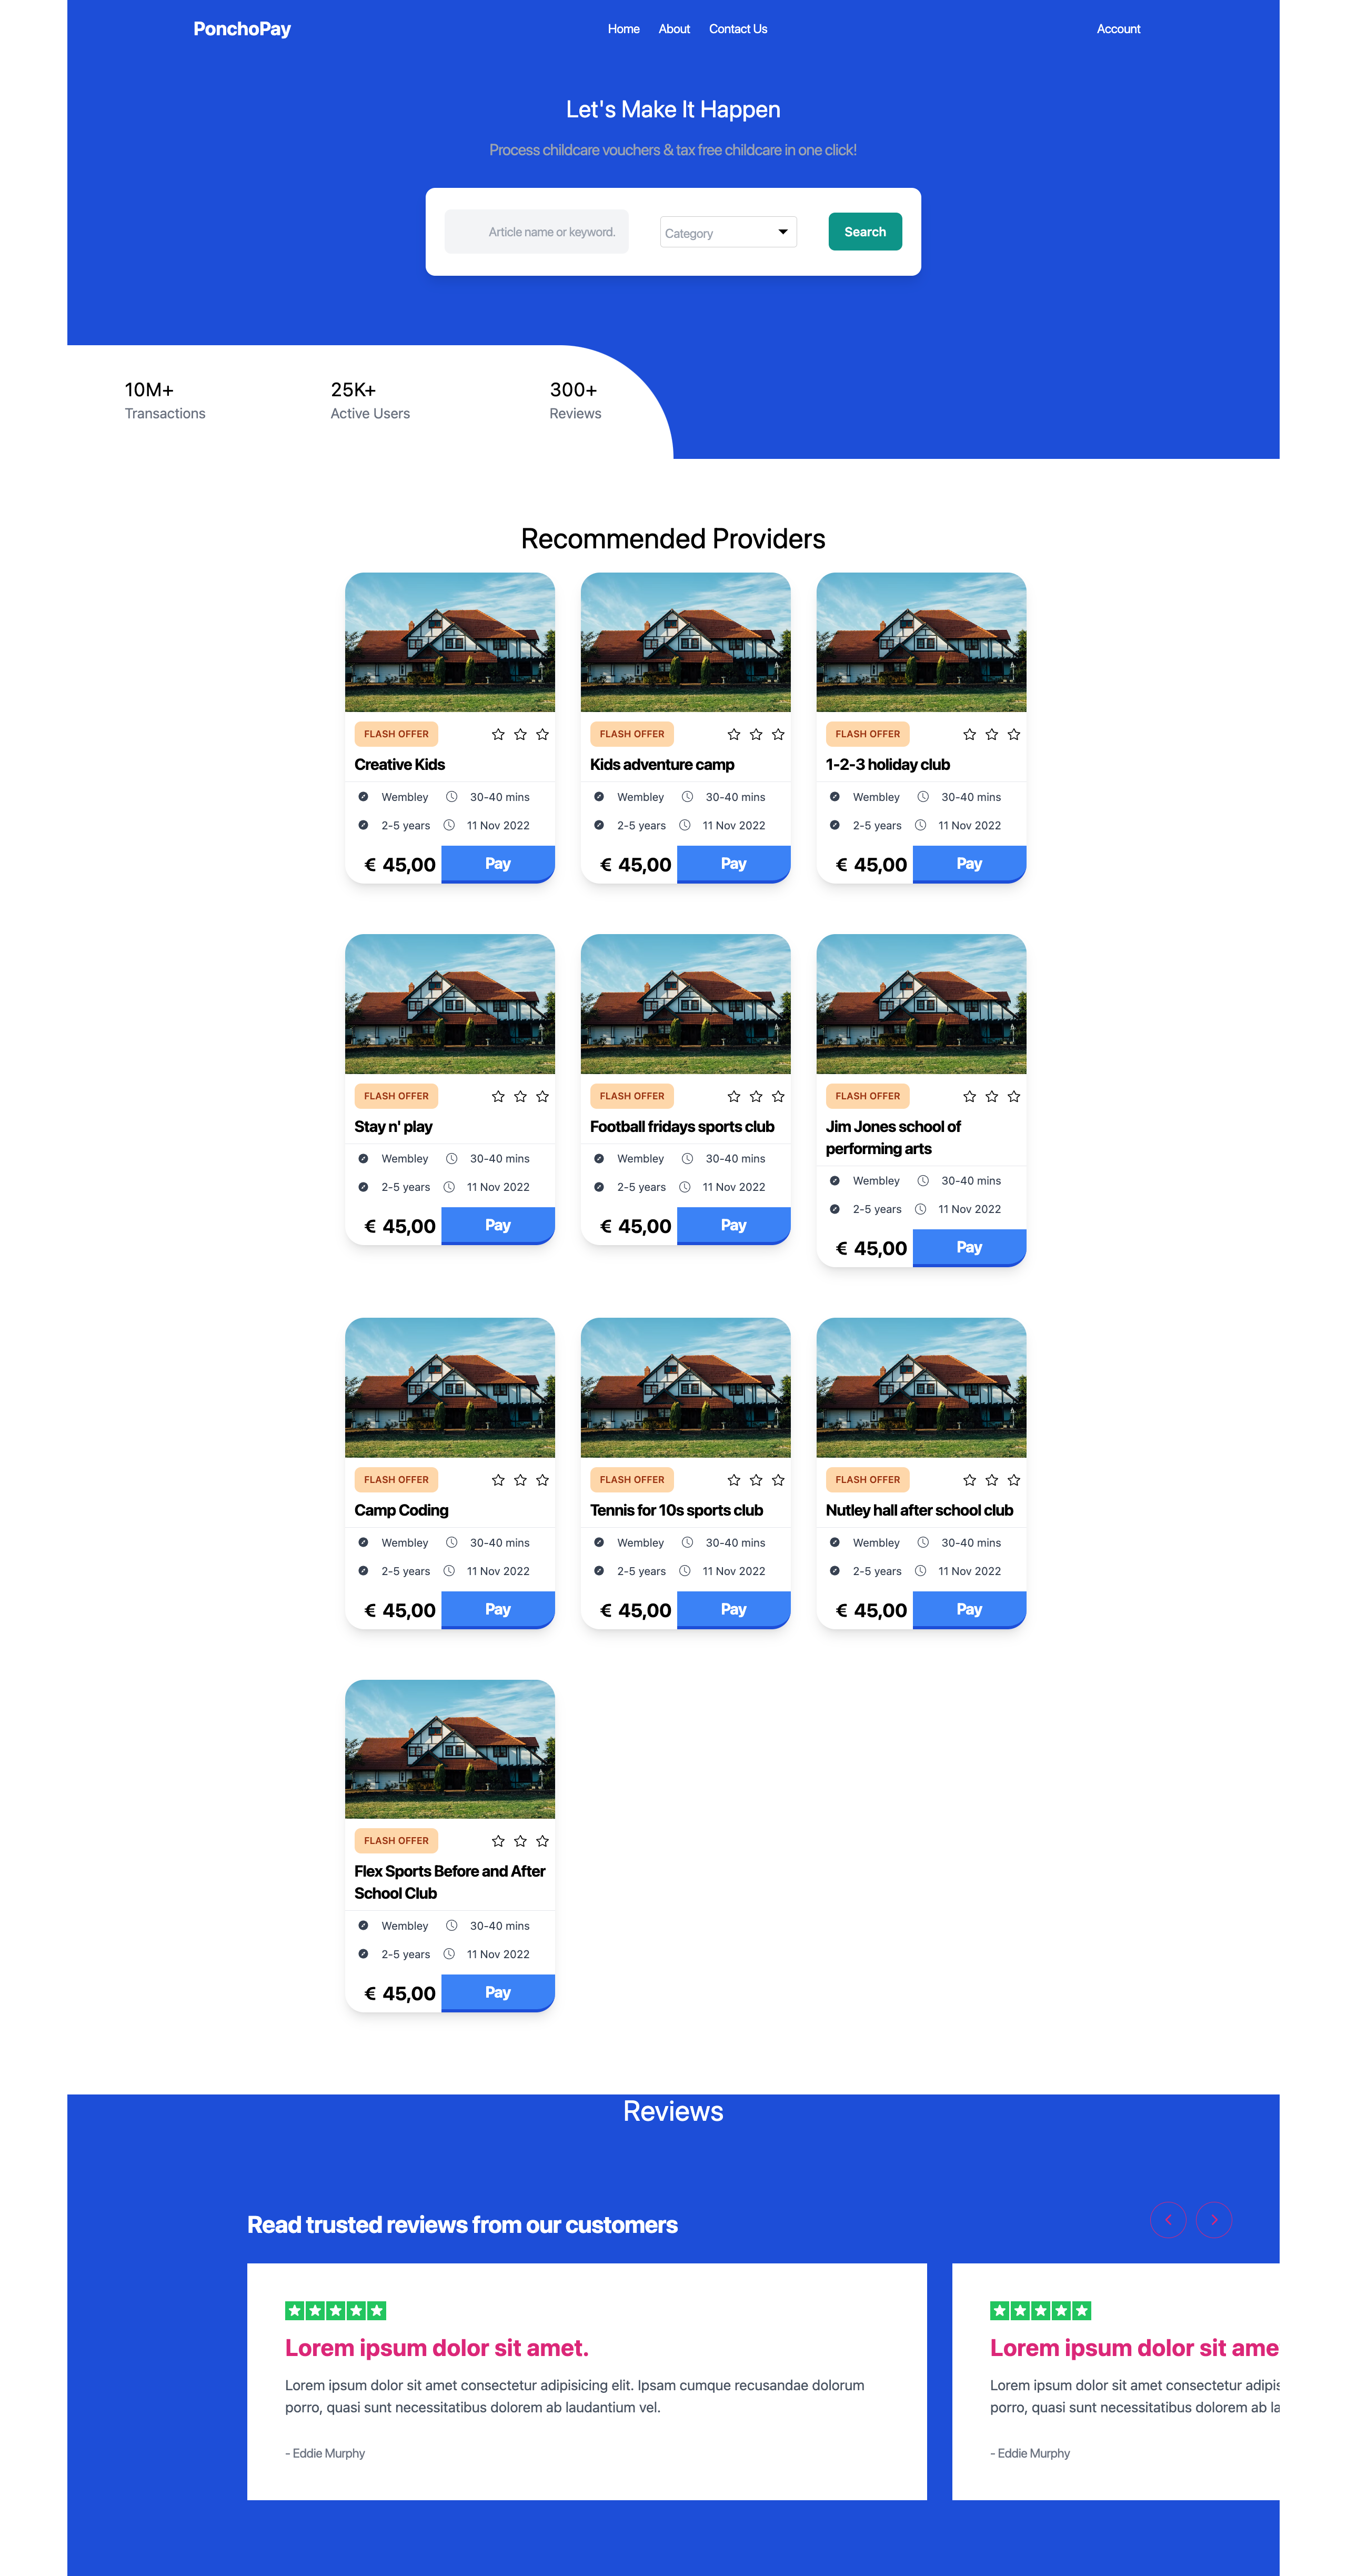 PonchoPay
Home About Contact Us
Account
Let's Make It Happen
Process childcare vouchers & tax free childcare in one click!
Article name or keyword.
Category
Search
10M+
Transactions
25K+
Active Users
300+
Reviews
Recommended Providers
FLASH OFFER
Creative Kids
Wembley 30-40 mins
2-5 years 11 Nov 2022
€ 45,00 Pay
FLASH OFFER
Kids adventure camp
Wembley 30-40 mins
2-5 years 11 Nov 2022
€ 45,00 Pay
FLASH OFFER
1-2-3 holiday club
Wembley 30-40 mins
2-5 years 11 Nov 2022
€ 45,00 Pay
FLASH OFFER
Stay n' play
Wembley 30-40 mins
2-5 years 11 Nov 2022
€ 45,00 Pay
FLASH OFFER
Football fridays sports club
Wembley 30-40 mins
2-5 years 11 Nov 2022
€ 45,00 Pay
FLASH OFFER
Jim Jones school of
performing arts
Wembley 30-40 mins
2-5 years 11 Nov 2022
€ 45,00 Pay
FLASH OFFER
Camp Coding
Wembley 30-40 mins
2-5 years 11 Nov 2022
€ 45,00 Pay
FLASH OFFER
Tennis for 10s sports club
Wembley 30-40 mins
2-5 years 11 Nov 2022
€ 45,00 Pay
FLASH OFFER
Nutley hall after school club
Wembley 30-40 mins
2-5 years 11 Nov 2022
€ 45,00 Pay
FLASH OFFER
Flex Sports Before and After
School Club
Wembley 30-40 mins
2-5 years 11 Nov 2022
€ 45,00 Pay
Reviews
Read trusted reviews from our customers
Lorem ipsum dolor sit amet.
Lorem ipsum dolor sit amet consectetur adipisicing elit. Ipsam cumque recusandae dolorum
porro, quasi sunt necessitatibus dolorem ab laudantium vel.
- Eddie Murphy
Lorem ipsum dolor sit ame
Lorem ipsum dolor sit amet consectetur adipis
porro, quasi sunt necessitatibus dolorem ab la
- Eddie Murphy